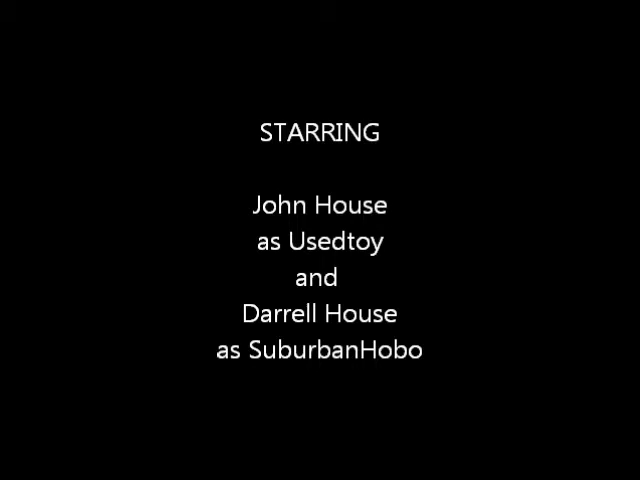 STARRING
John House
as Usedtoy
and
Darrell House
as SuburbanHobo